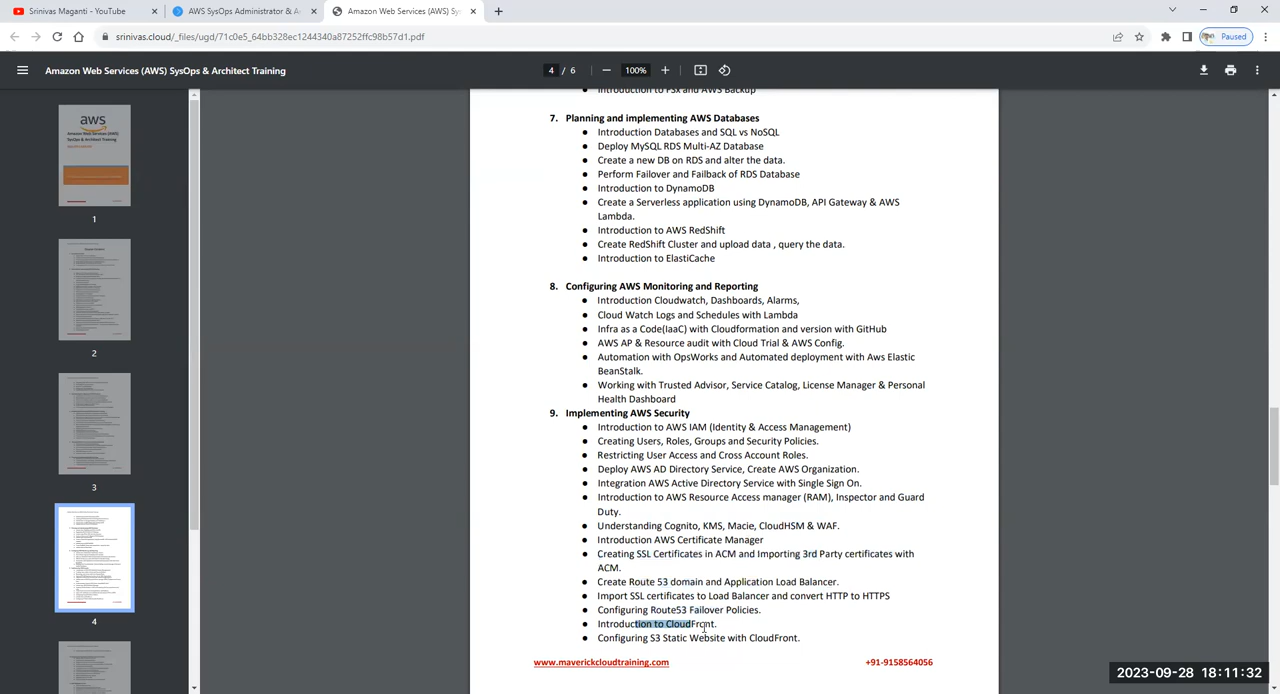 Srinivas Maganti - YouTube
AWS SysOps Administrator & A
Amazon Web Services (AWS) Sy
srinivas.cloud/_files/ugd/71c0e5_64bb328ec1244340a87252ffc98b57d1.pdf
Paused
Amazon Web Services (AWS) SysOps & Architect Training
4 / 6
100%
aws
Amazon Web Services (AWS)
SysOps & Architect Training
1
2
3
4
Introduction to FSx and AWS Backup
7. Planning and implementing AWS Databases
● Introduction Databases and SQL vs NoSQL
● Deploy MySQL RDS Multi-AZ Database
● Create a new DB on RDS and alter the data.
● Perform Failover and Failback of RDS Database
● Introduction to DynamoDB
● Create a Serverless application using DynamoDB, API Gateway & AWS
Lambda.
● Introduction to AWS RedShift
● Create RedShift Cluster and upload data , query the data.
● Introduction to ElastiCache
8. Configuring AWS Monitoring and Reporting
● Introduction Cloudwatch, Dashboards, Alarms,
● Cloud Watch Logs and Schedules with Lambda
● Infra as a Code(IaaC) with Cloudformation and version with GitHub
● AWS AP & Resource audit with Cloud Trial & AWS Config.
● Automation with OpsWorks and Automated deployment with Aws Elastic
BeanStalk.
● Working with Trusted Advisor, Service Catalog, License Manager & Personal
Health Dashboard
9. Implementing AWS Security
● Introduction to AWS IAM (Identity & Access Management)
● Creating Users, Roles, Groups and Security Policies.
● Restricting User Access and Cross Account Roles.
● Deploy AWS AD Directory Service, Create AWS Organization.
● Integration AWS Active Directory Service with Single Sign On.
● Introduction to AWS Resource Access manager (RAM), Inspector and Guard
Duty.
● Understanding Cognito, KMS, Macie, CloudHSM & WAF.
● Introduction AWS Certificate Manager
● Creating SSL Certificates in ACM and Importing 3rd Party certificates with
ACM.
● Create Route 53 domain and Application Load Balancer.
● Import SSL certificates to Load Balancer and convert HTTP to HTTPS
● Configuring Route53 Failover Policies.
● Introduction to CloudFront.
● Configuring S3 Static Website with CloudFront.
www.maverickcloudtraining.com
+91-9158564056
2023-09-28 18:11:32